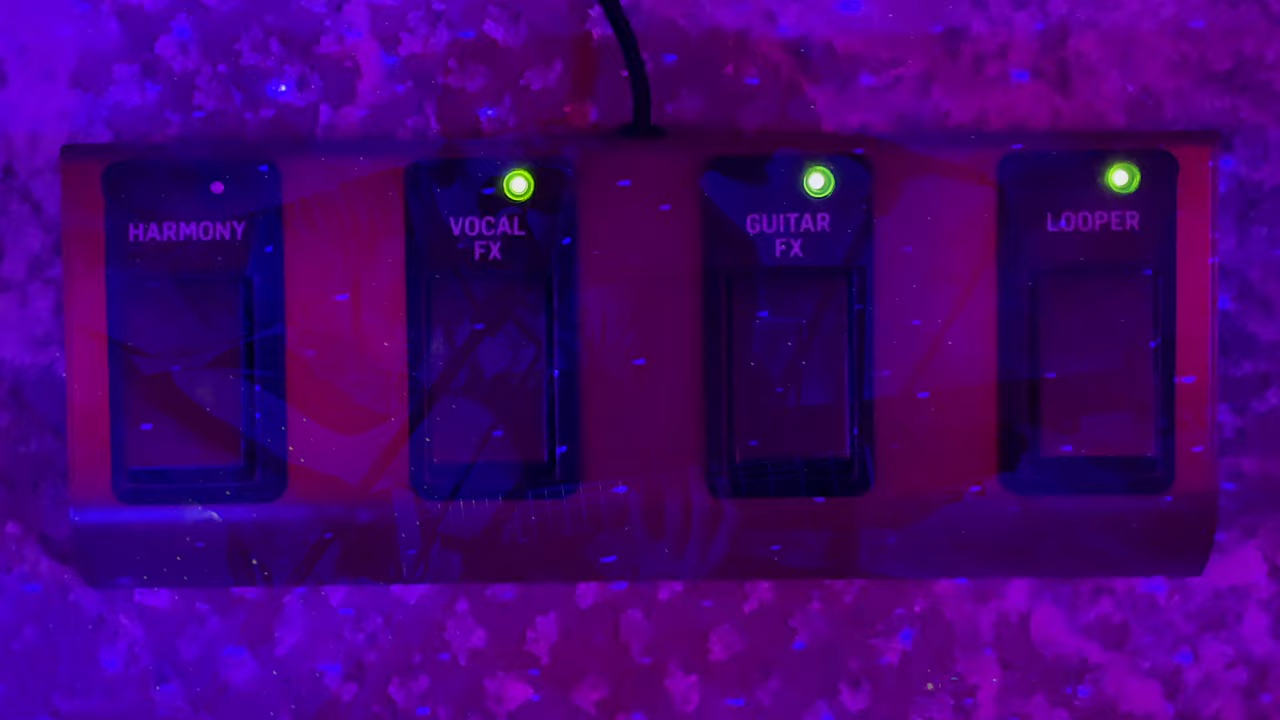 HARMONY
VOCAL
FX
GUITAR
FX
LOOPER